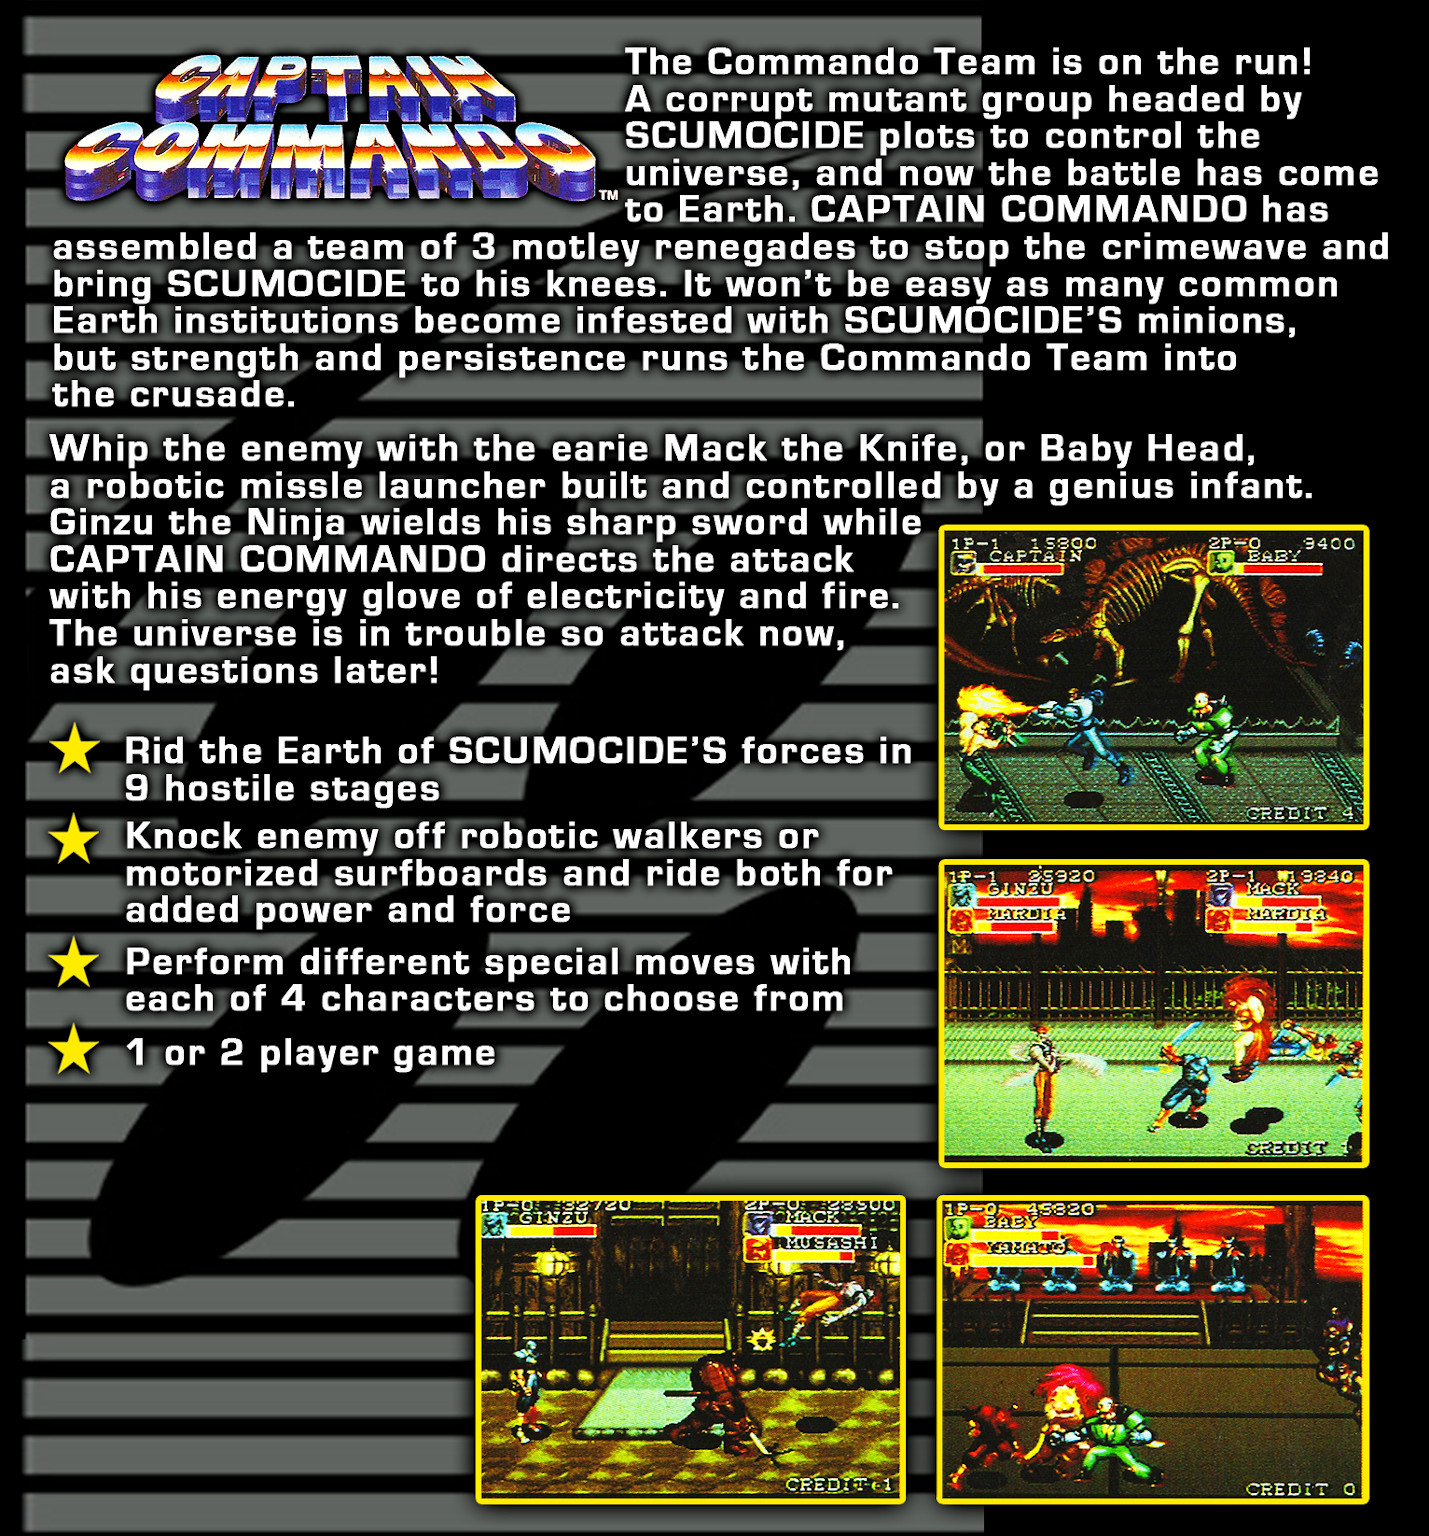 CAPTAIN
COMMANDO
TM
The Commando Team is on the run!
A corrupt mutant group headed by
SCUMOCIDE plots to control the
universe, and now the battle has come
to Earth. CAPTAIN COMMANDO has
assembled a team of 3 motley renegades to stop the crimewave and
bring SCUMOCIDE to his knees. It won't be easy as many common
Earth institutions become infested with SCUMOCIDE'S minions,
but strength and persistence runs the Commando Team into
the crusade.
Whip the enemy with the earie Mack the Knife, or Baby Head,
a robotic missle launcher built and controlled by a genius infant.
Ginzu the Ninja wields his sharp sword while
CAPTAIN COMMANDO directs the attack
with his energy glove of electricity and fire.
The universe is in trouble so attack now,
ask questions later!
Rid the Earth of SCUMOCIDE'S forces in
9 hostile stages
Knock enemy off robotic walkers or
motorized surfboards and ride both for
added power and force
Perform different special moves with
each of 4 characters to choose from
1 or 2 player game
1P-1 15800 2P-0 9400
CAPTAIN BABY
CREDIT 4
1P-1 25920 2P-1 19840
GINZU MACK
MARDIA MARDIA
M
CREDIT
1P-0 32720 2P-0 28500
GINZU MACK
MUSASHI
CREDIT 1
1P-0 45820
BABY
YAMATO
CREDIT 0